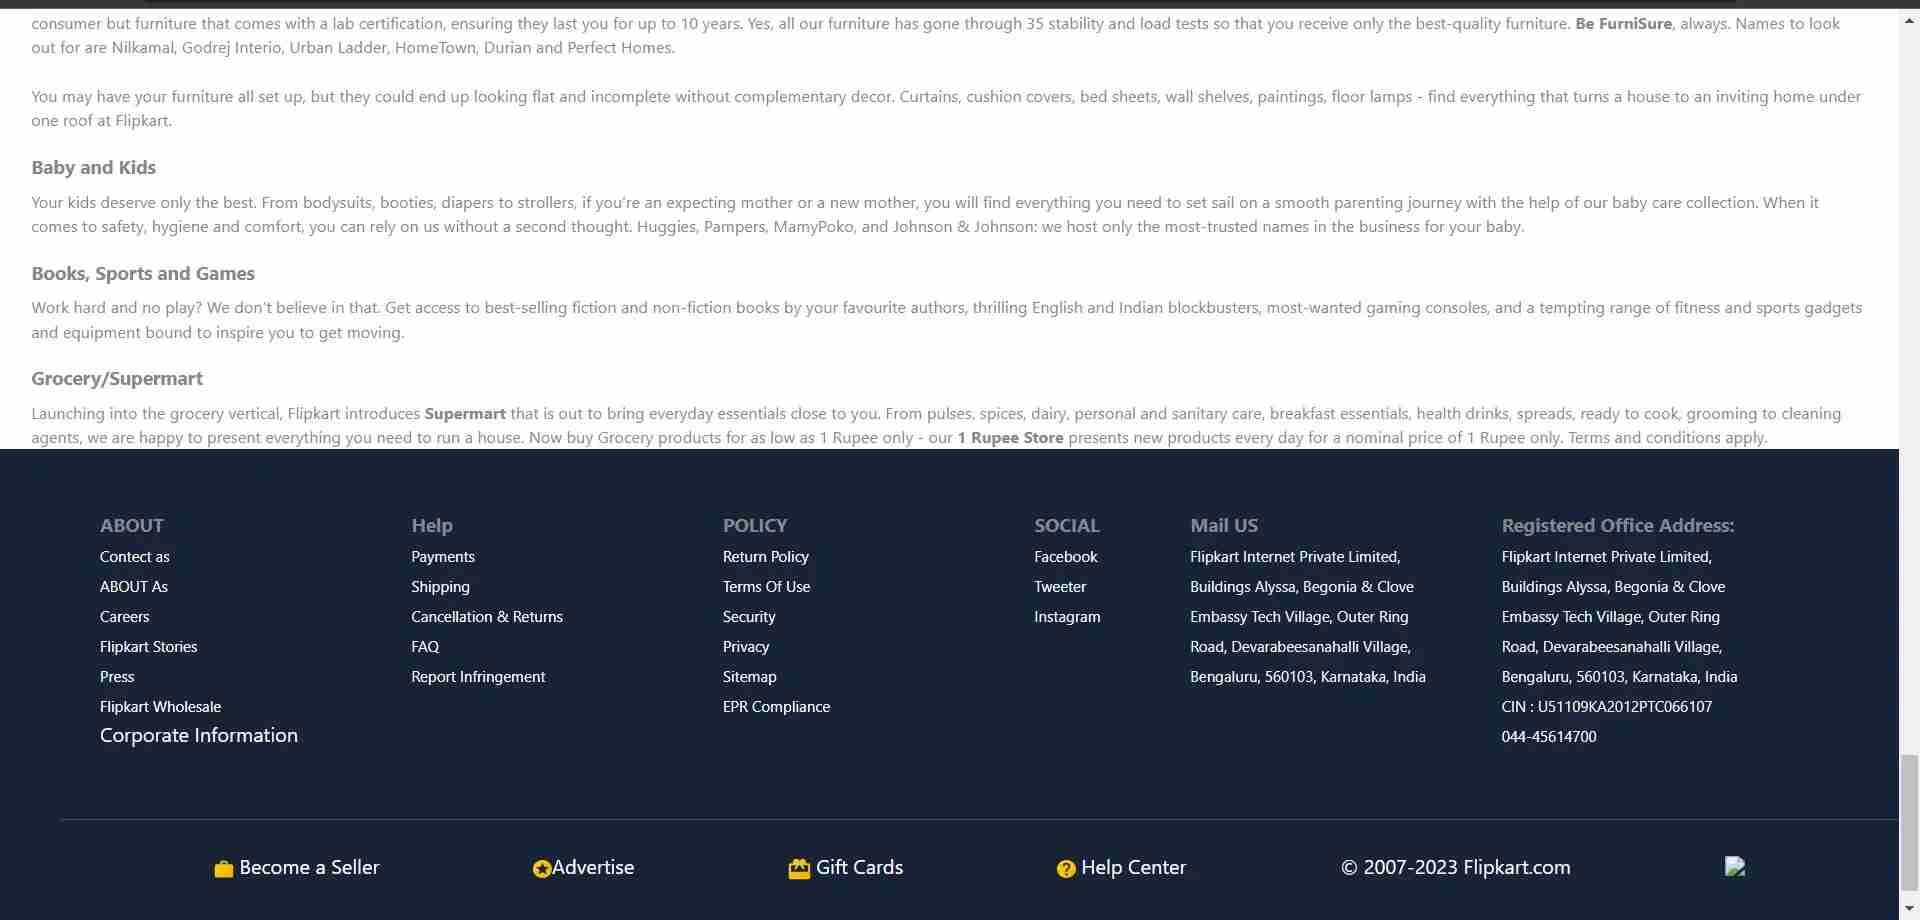 consumer but furniture that comes with a lab certification, ensuring they last you for up to 10 years. Yes, all our furniture has gone through 35 stability and load tests so that you receive only the best-quality furniture. Be FurniSure, always. Names to look
out for are Nilkamal, Godrej Interio, Urban Ladder, HomeTown, Durian and Perfect Homes.
You may have your furniture all set up, but they could end up looking flat and incomplete without complementary decor. Curtains, cushion covers, bed sheets, wall shelves, paintings, floor lamps - find everything that turns a house to an inviting home under
one roof at Flipkart.
Baby and Kids
Your kids deserve only the best. From bodysuits, booties, diapers to strollers, if you're an expecting mother or a new mother, you will find everything you need to set sail on a smooth parenting journey with the help of our baby care collection. When it
comes to safety, hygiene and comfort, you can rely on us without a second thought. Huggies, Pampers, MamyPoko, and Johnson & Johnson: we host only the most-trusted names in the business for your baby.
Books, Sports and Games
Work hard and no play? We don't believe in that. Get access to best-selling fiction and non-fiction books by your favourite authors, thrilling English and Indian blockbusters, most-wanted gaming consoles, and a tempting range of fitness and sports gadgets
and equipment bound to inspire you to get moving.
Grocery/Supermart
Launching into the grocery vertical, Flipkart introduces Supermart that is out to bring everyday essentials close to you. From pulses, spices, dairy, personal and sanitary care, breakfast essentials, health drinks, spreads, ready to cook, grooming to cleaning
agents, we are happy to present everything you need to run a house. Now buy Grocery products for as low as 1 Rupee only - our 1 Rupee Store presents new products every day for a nominal price of 1 Rupee only. Terms and conditions apply.
ABOUT
Contect as
ABOUT As
Careers
Flipkart Stories
Press
Flipkart Wholesale
Corporate Information
Help
Payments
Shipping
Cancellation & Returns
FAQ
Report Infringement
POLICY
Return Policy
Terms Of Use
Security
Privacy
Sitemap
EPR Compliance
SOCIAL
Facebook
Tweeter
Instagram
Mail US
Flipkart Internet Private Limited,
Buildings Alyssa, Begonia & Clove
Embassy Tech Village, Outer Ring
Road, Devarabeesanahalli Village,
Bengaluru, 560103, Karnataka, India
Registered Office Address:
Flipkart Internet Private Limited,
Buildings Alyssa, Begonia & Clove
Embassy Tech Village, Outer Ring
Road, Devarabeesanahalli Village,
Bengaluru, 560103, Karnataka, India
CIN : U51109KA2012PTC066107
044-45614700
Become a Seller
Advertise
Gift Cards
Help Center
© 2007-2023 Flipkart.com